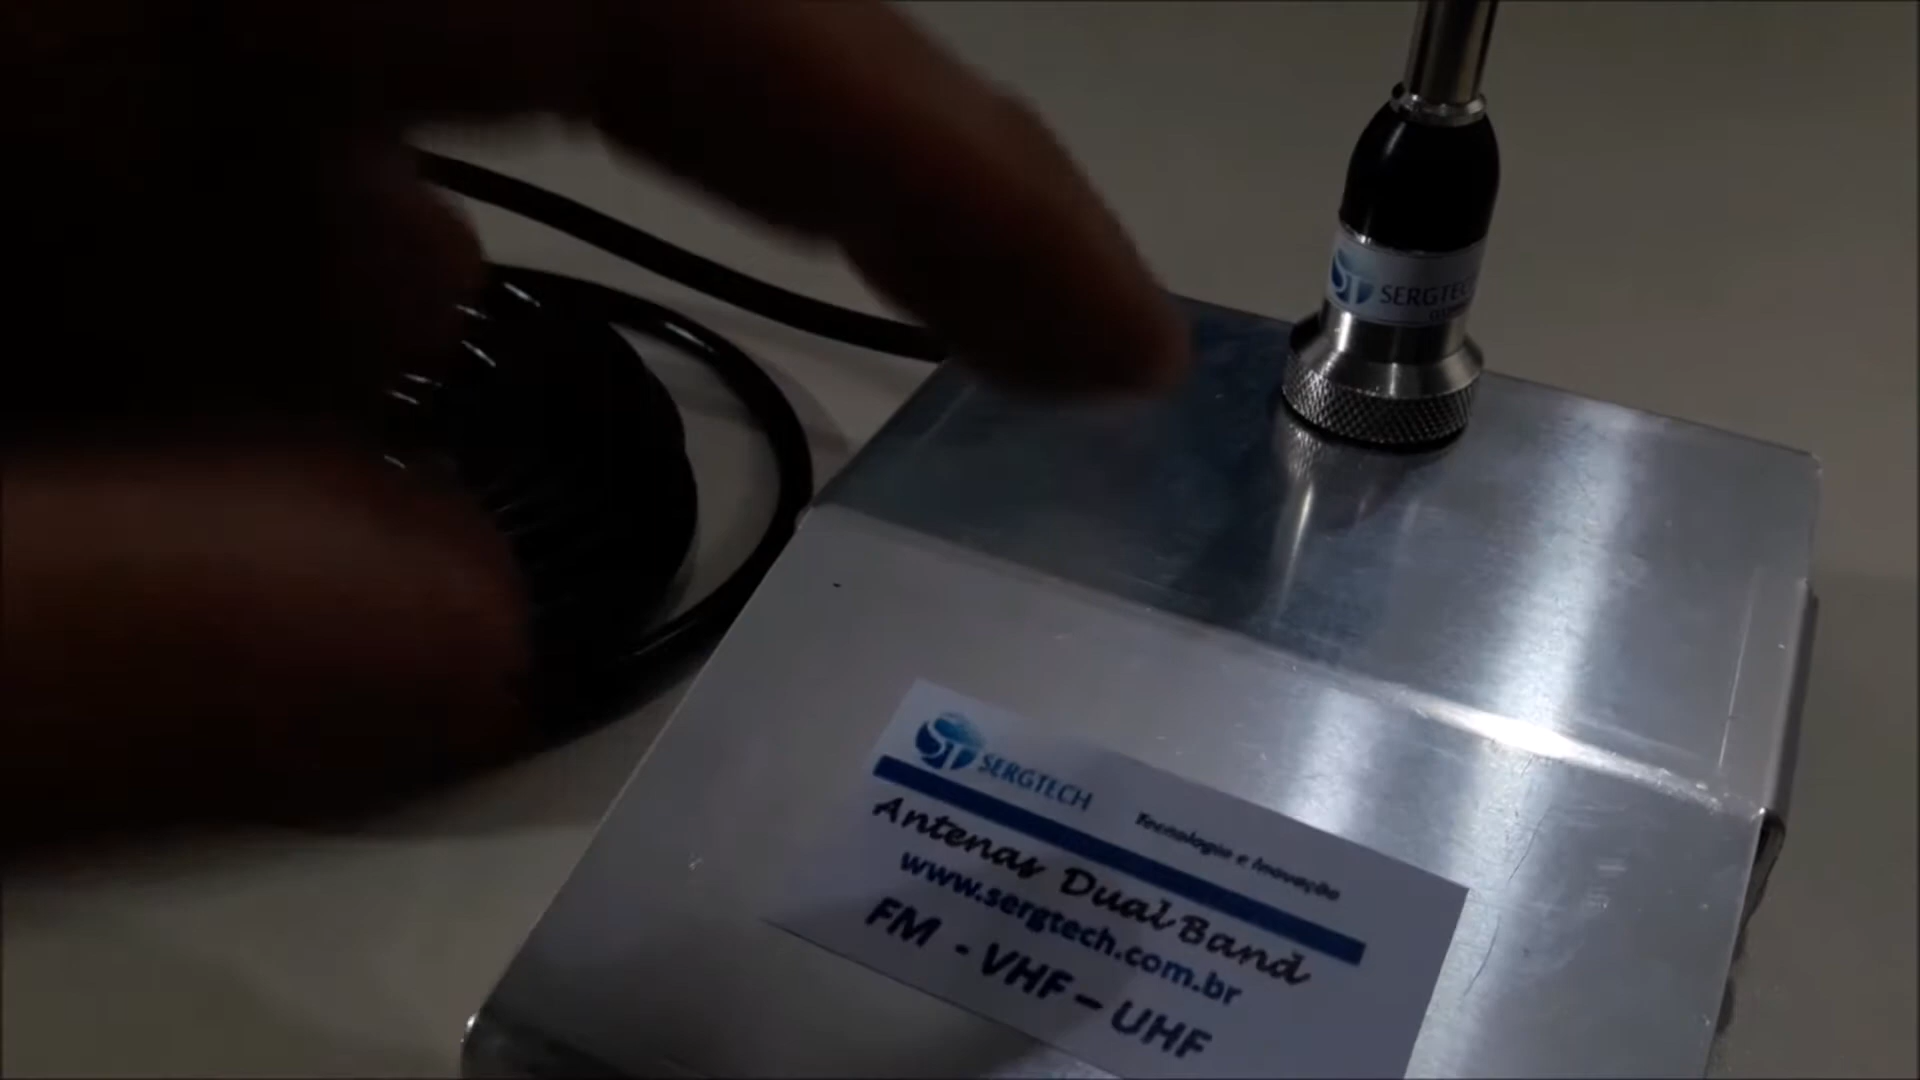 SERGTECH
SERGTECH
Tecnologia e Inovação
Antenas Dual Band
www.sergtech.com.br
FM - VHF – UHF